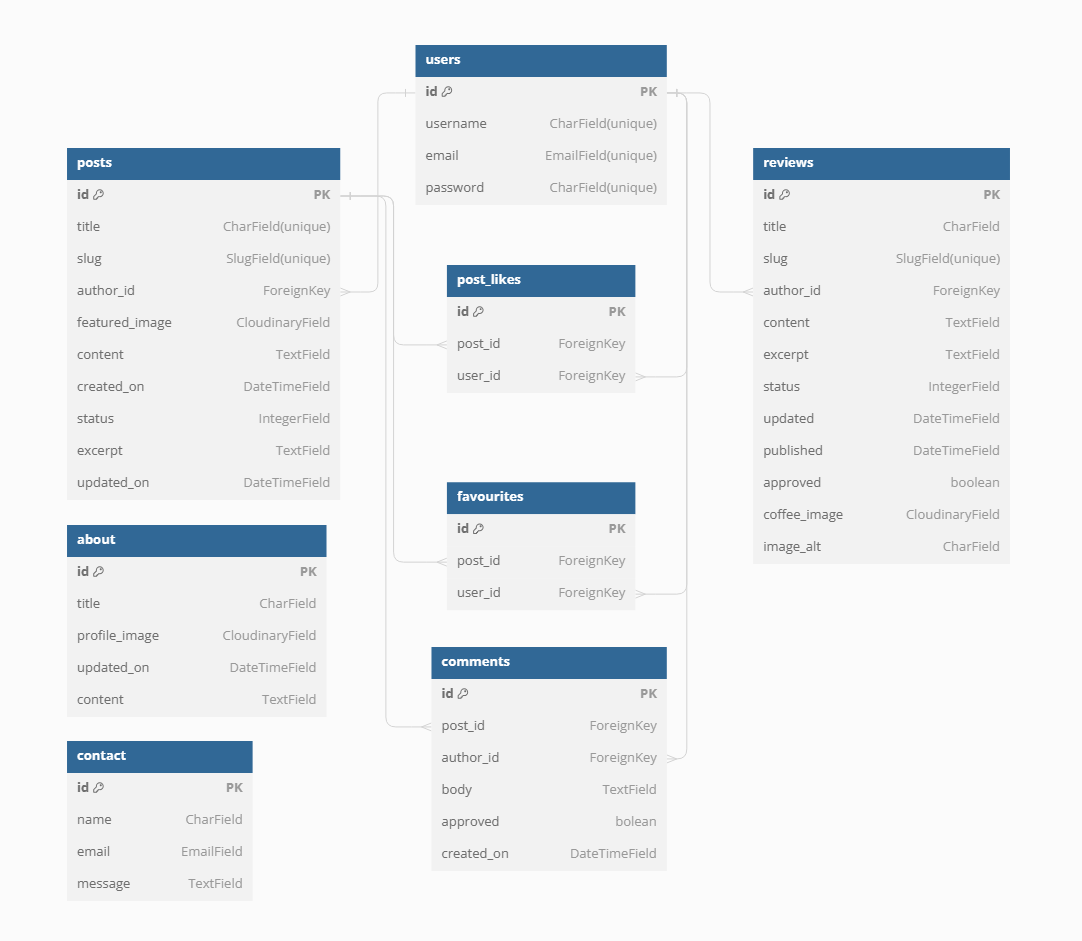 users
id PK
username CharField(unique)
email EmailField(unique)
password CharField(unique)
posts
id PK
title CharField(unique)
slug SlugField(unique)
author_id ForeignKey
featured_image CloudinaryField
content TextField
created_on DateTimeField
status IntegerField
excerpt TextField
updated_on DateTimeField
reviews
id PK
title CharField
slug SlugField(unique)
author_id ForeignKey
content TextField
excerpt TextField
status IntegerField
updated DateTimeField
published DateTimeField
approved boolean
coffee_image CloudinaryField
image_alt CharField
post_likes
id PK
post_id ForeignKey
user_id ForeignKey
favourites
id PK
post_id ForeignKey
user_id ForeignKey
about
id PK
title CharField
profile_image CloudinaryField
updated_on DateTimeField
content TextField
comments
id PK
post_id ForeignKey
author_id ForeignKey
body TextField
approved bolean
created_on DateTimeField
contact
id PK
name CharField
email EmailField
message TextField